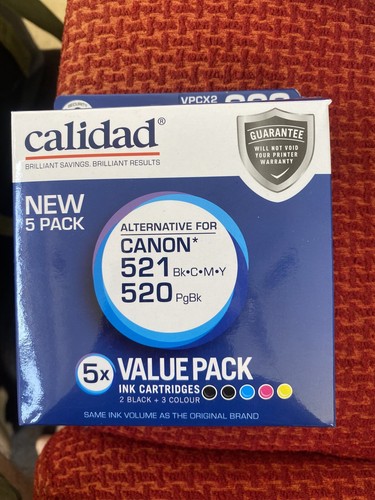 VPCX2
calidad®
BRILLIANT SAVINGS. BRILLIANT RESULTS
GUARANTEE
WILL NOT VOID
YOUR PRINTER
WARRANTY
NEW
5 PACK
ALTERNATIVE FOR
CANON*
521 Bk•C•M•Y
520 PgBk
5x VALUE PACK
INK CARTRIDGES
2 BLACK + 3 COLOUR
SAME INK VOLUME AS THE ORIGINAL BRAND